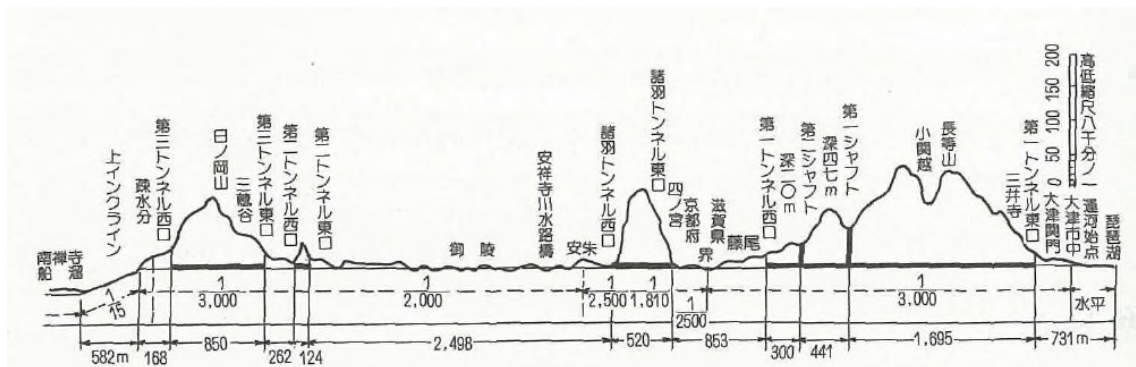 南禅寺
船溜
上インクライン
疎水分
第三トンネル西口
日ノ岡山
三蔵谷
第三トンネル東口
第二トンネル西口
第二トンネル東口
御陵
安祥寺川水路橋
安朱
諸羽トンネル西口
諸羽トンネル東口
四ノ宮
京都府
滋賀県
界
藤尾
第一トンネル西口
深二〇m
第二シャフト
深四七m
第一シャフト
小関越
長等山
第一トンネル東口
三井寺
大津閘門
大津市中
運河始点
琵琶湖
高低縮尺八千分ノ一
200
150
100
50
0
1/15
1/3.000
1/2.000
1/2,500
1/1.810
1/2500
1/3.000
水平
582m
168
850
262
124
2,498
520
853
300
441
1,695
731m